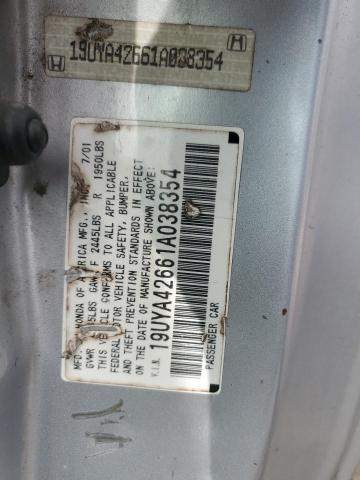 19UYA42661A038354
MFD. HONDA OF AMERICA MFG., INC. 7/01
GVWR GAWR F 2445LBS R 1950LBS
THIS VEHICLE CONFORMS TO ALL APPLICABLE
FEDERAL MOTOR VEHICLE SAFETY, BUMPER,
AND THEFT PREVENTION STANDARDS IN EFFECT
ON THE DATE OF MANUFACTURE SHOWN ABOVE:
V.I.N. 19UYA42661A038354
PASSENGER CAR